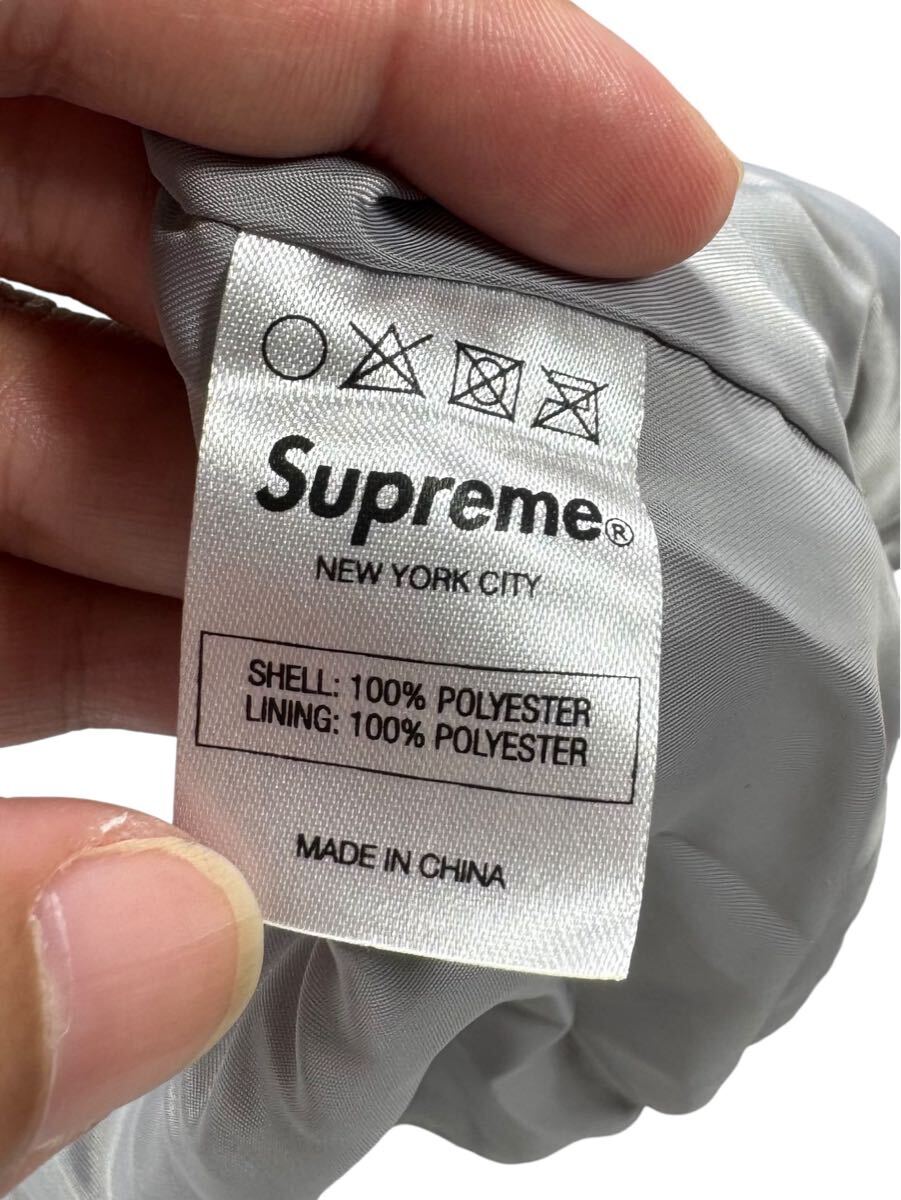 Supreme®
NEW YORK CITY
SHELL: 100% POLYESTER
LINING: 100% POLYESTER
MADE IN CHINA